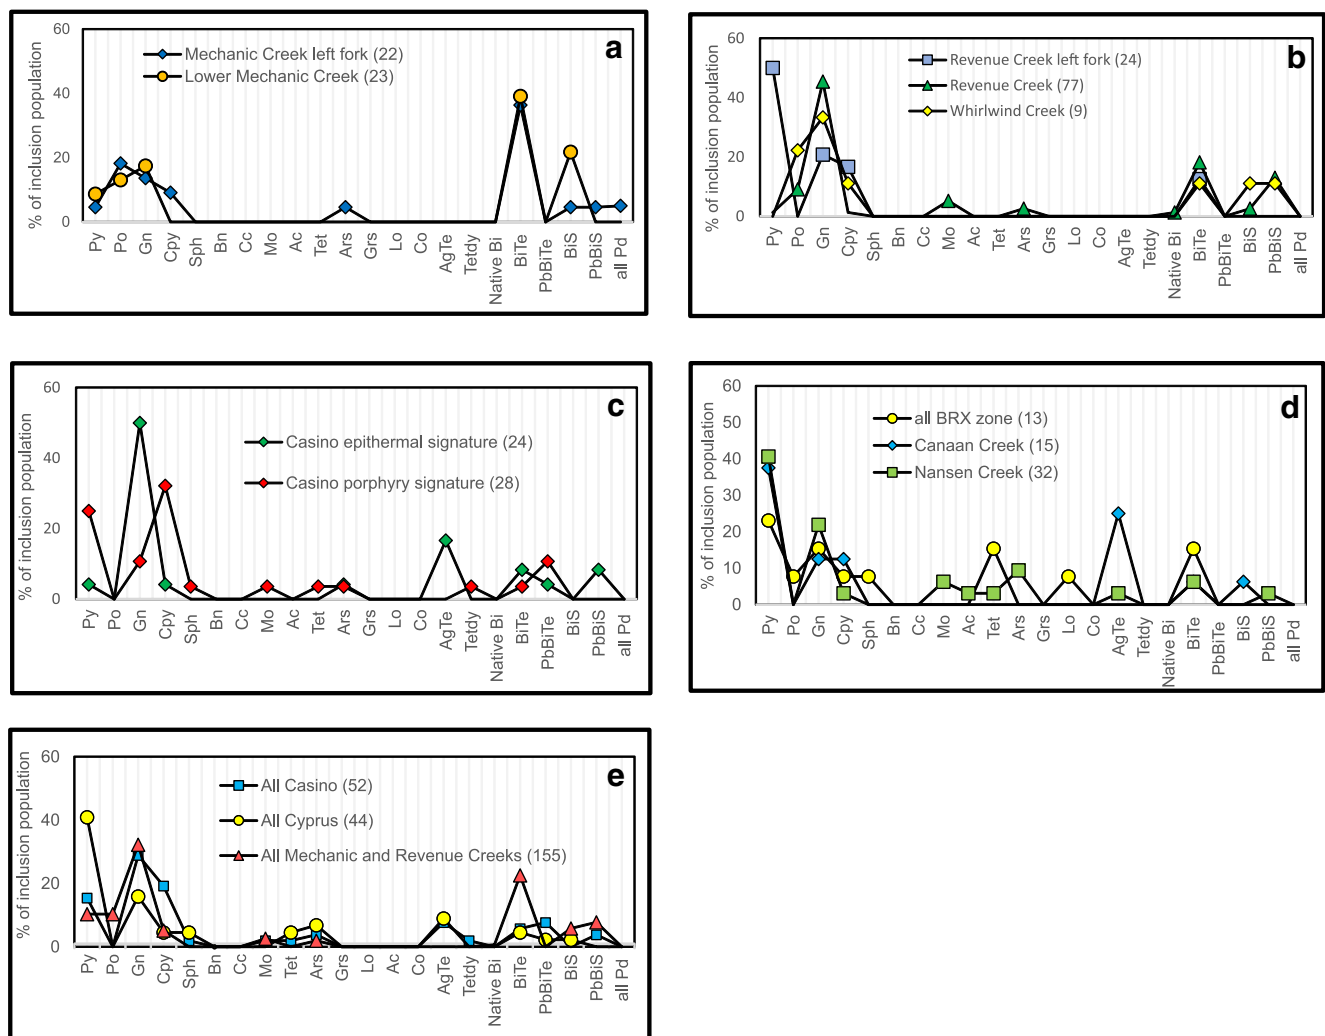 a
% of inclusion population
60
40
20
0
Mechanic Creek left fork (22)
Lower Mechanic Creek (23)
Py Po Gn Cpy Sph Bn Cc Mo Ac Tet Ars Grs Lo Co AgTe Tetdy Native Bi BiTe PbBiTe BiS PbBiS all Pd
b
% of inclusion population
60
40
20
0
Revenue Creek left fork (24)
Revenue Creek (77)
Whirlwind Creek (9)
Py Po Gn Cpy Sph Bn Cc Mo Ac Tet Ars Grs Lo Co AgTe Tetdy Native Bi BiTe PbBiTe BiS PbBiS all Pd
c
% of inclusion population
60
40
20
0
Casino epithermal signature (24)
Casino porphyry signature (28)
Py Po Gn Cpy Sph Bn Cc Mo Ac Tet Ars Grs Lo Co AgTe Tetdy Native Bi BiTe PbBiTe BiS PbBiS all Pd
d
% of inclusion population
60
50
40
30
20
10
0
all BRX zone (13)
Canaan Creek (15)
Nansen Creek (32)
Py Po Gn Cpy Sph Bn Cc Mo Ac Tet Ars Grs Lo Co AgTe Tetdy Native Bi BiTe PbBiTe BiS PbBiS all Pd
e
% of inclusion population
60
40
20
0
All Casino (52)
All Cyprus (44)
All Mechanic and Revenue Creeks (155)
Py Po Gn Cpy Sph Bn Cc Mo Tet Ars Grs Lo Ac Co AgTe Tetdy Native Bi BiTe PbBiTe BiS PbBiS all Pd